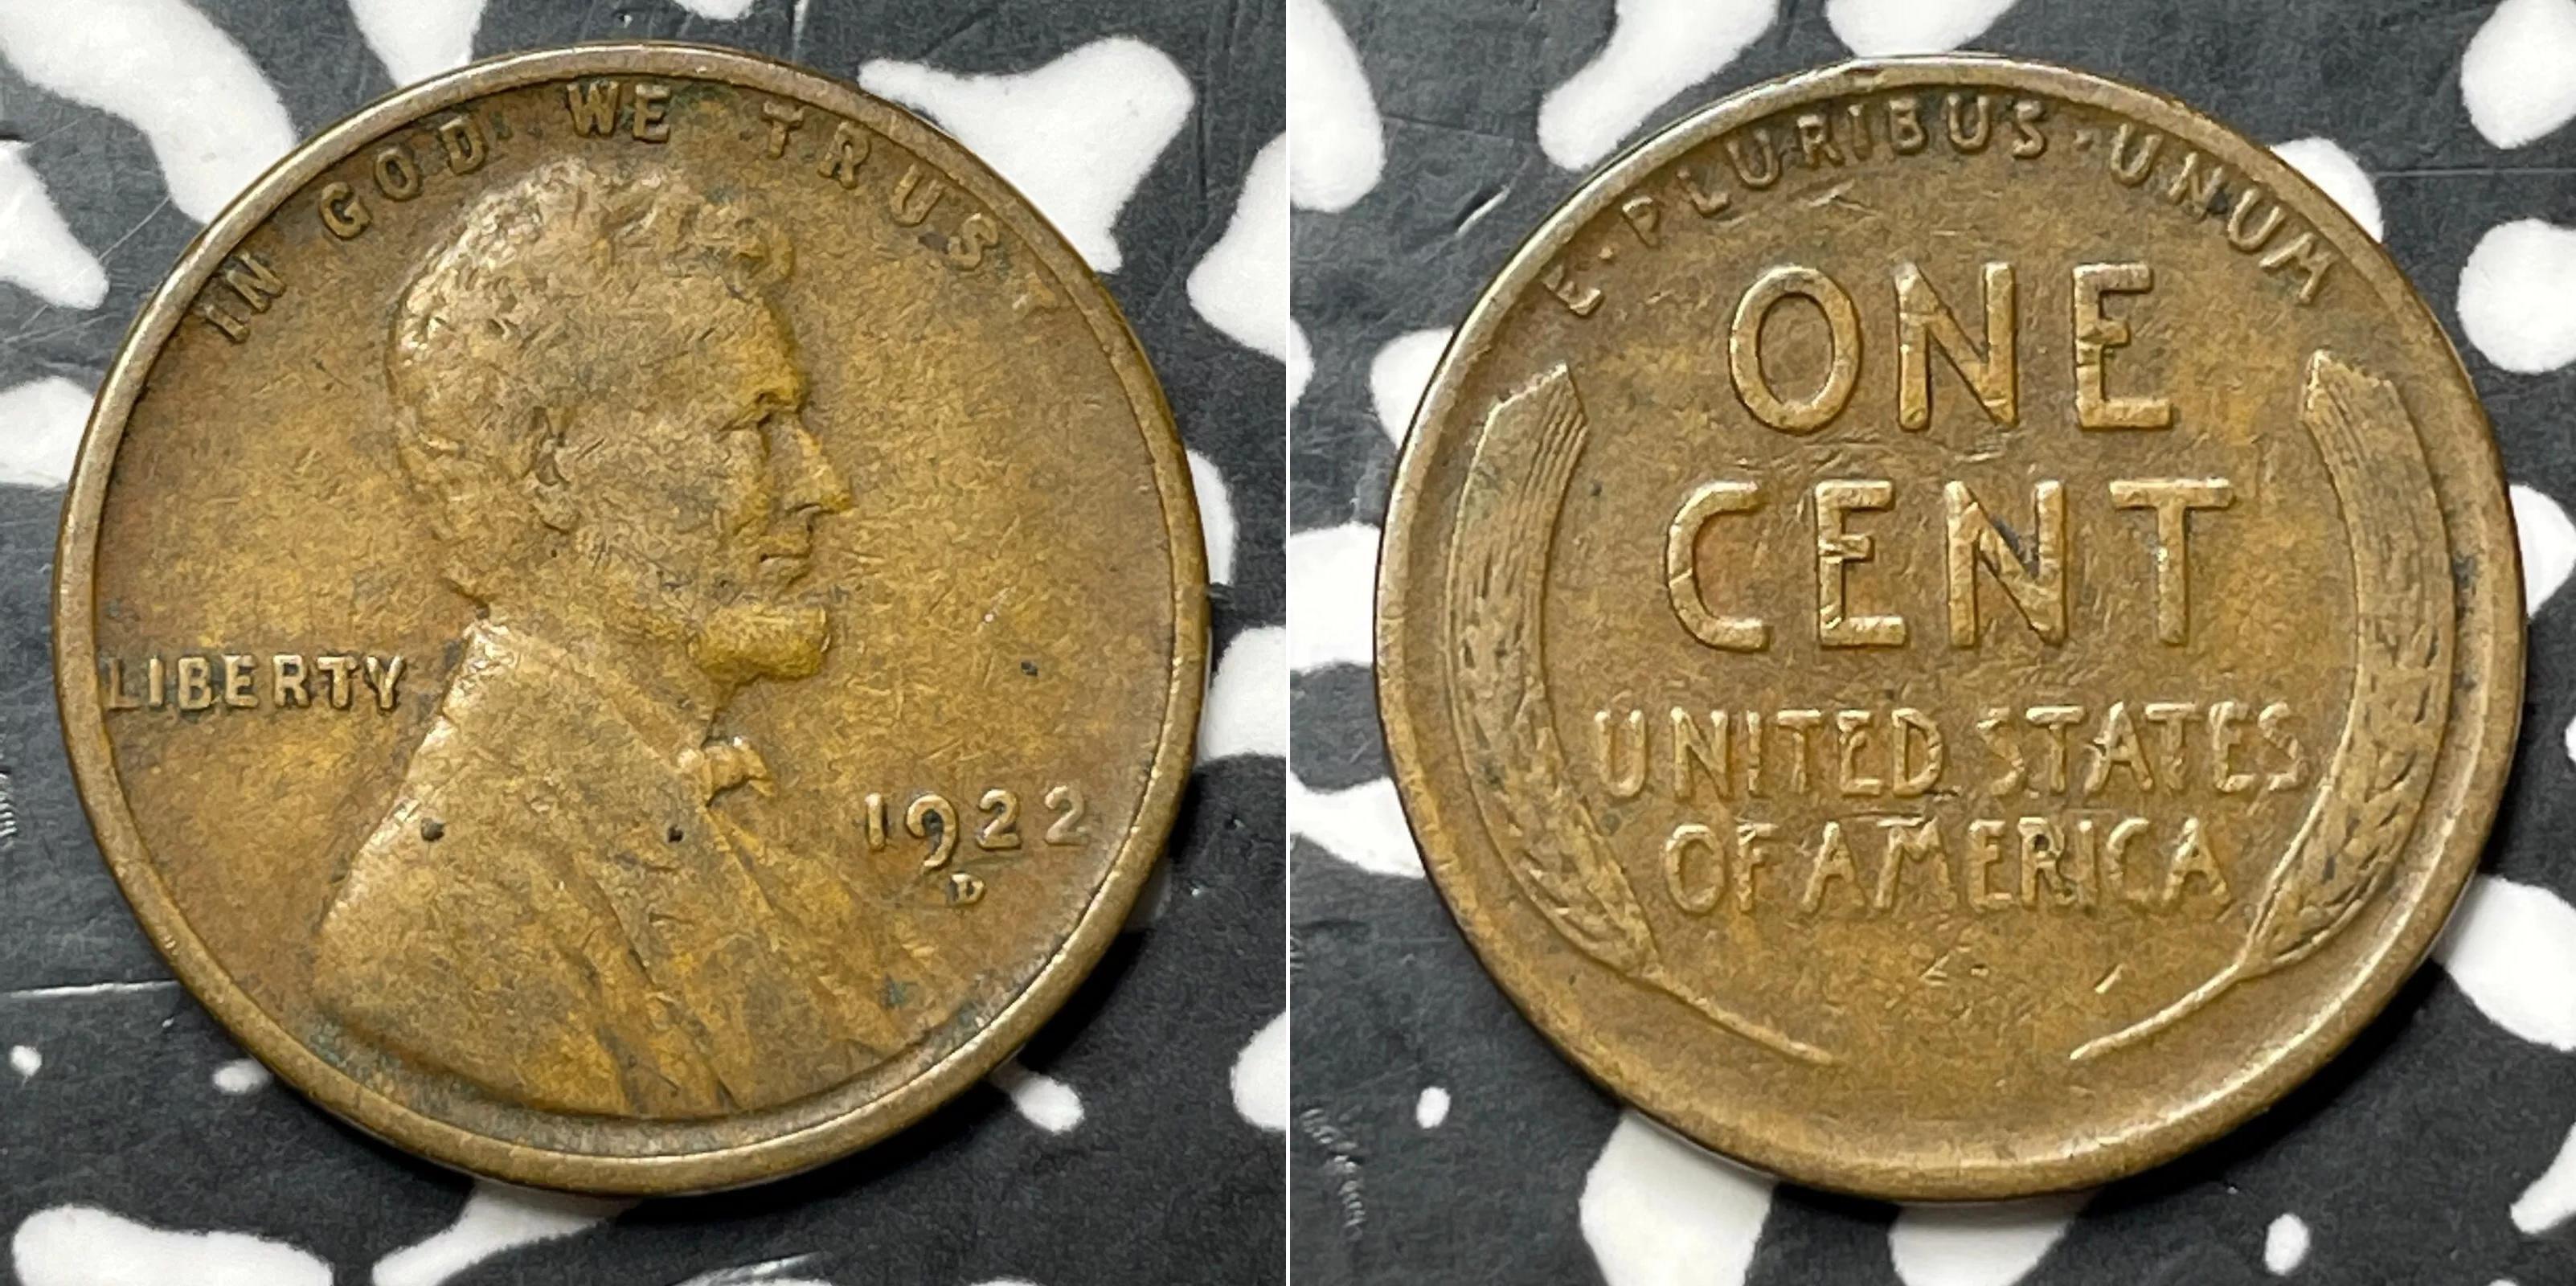 IN GOD WE TRUST
LIBERTY
1922
D
E·PLURIBUS·UNUM
ONE
CENT
UNITED STATES
OF AMERICA